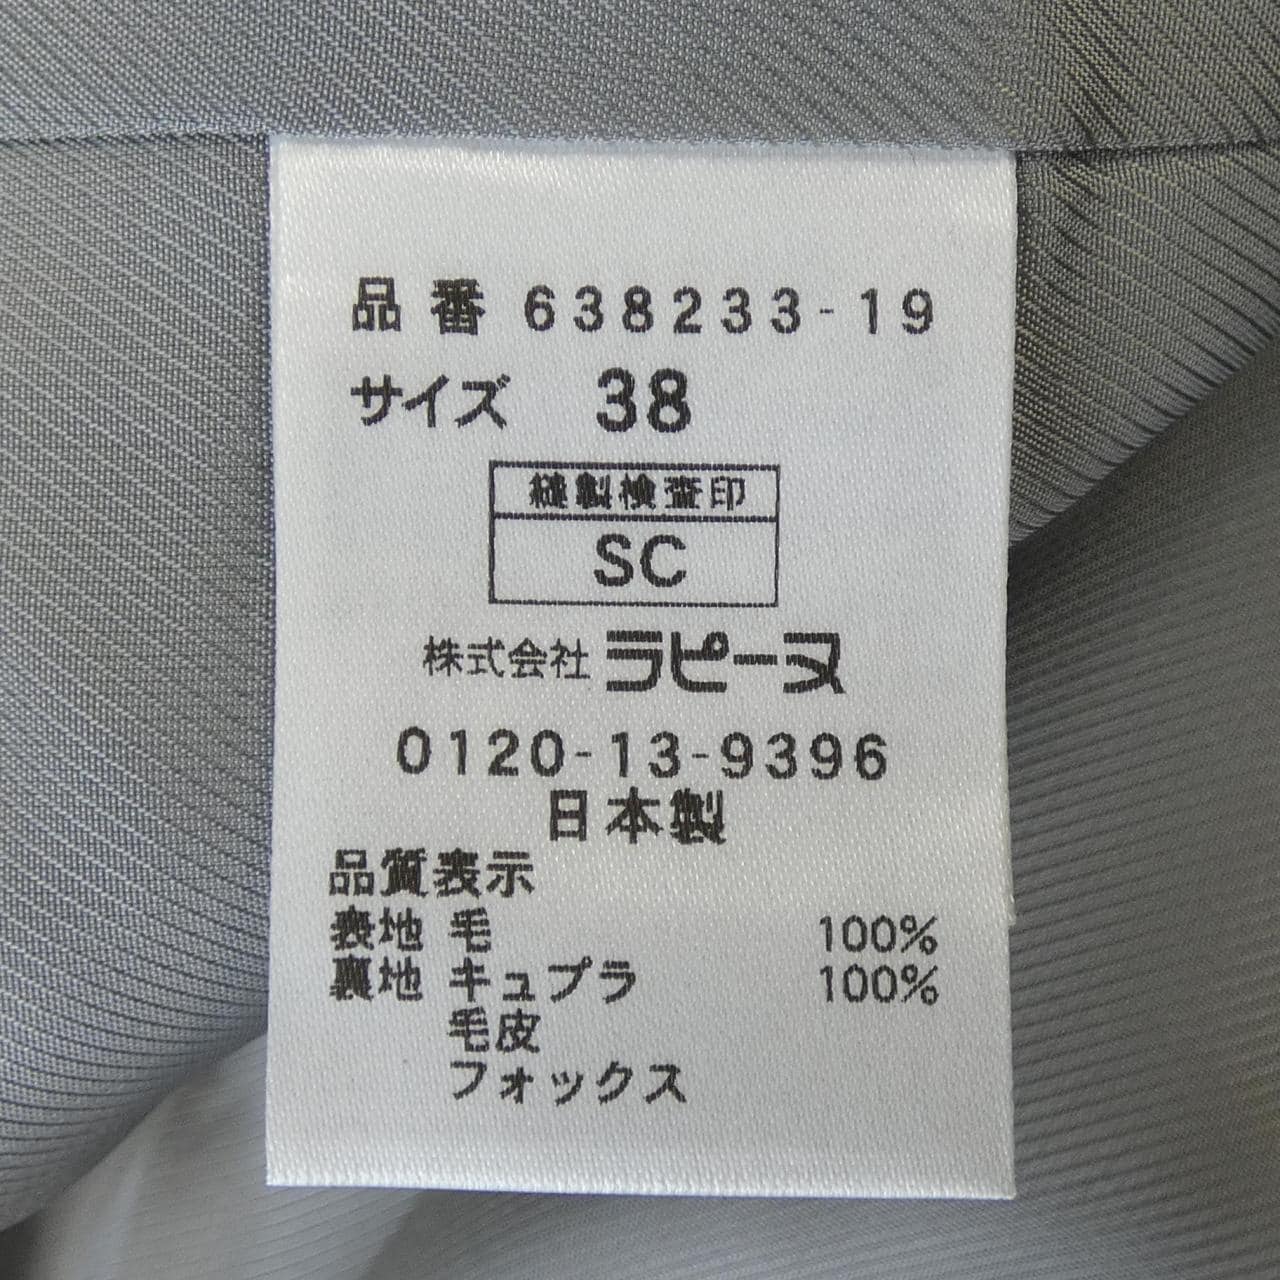 品番 638233-19
サイズ 38
縫製検査印
SC
株式会社 ラピーヌ
0120-13-9396
日本製
品質表示
表地 毛 100%
裏地 キュプラ 100%
毛皮
フォックス